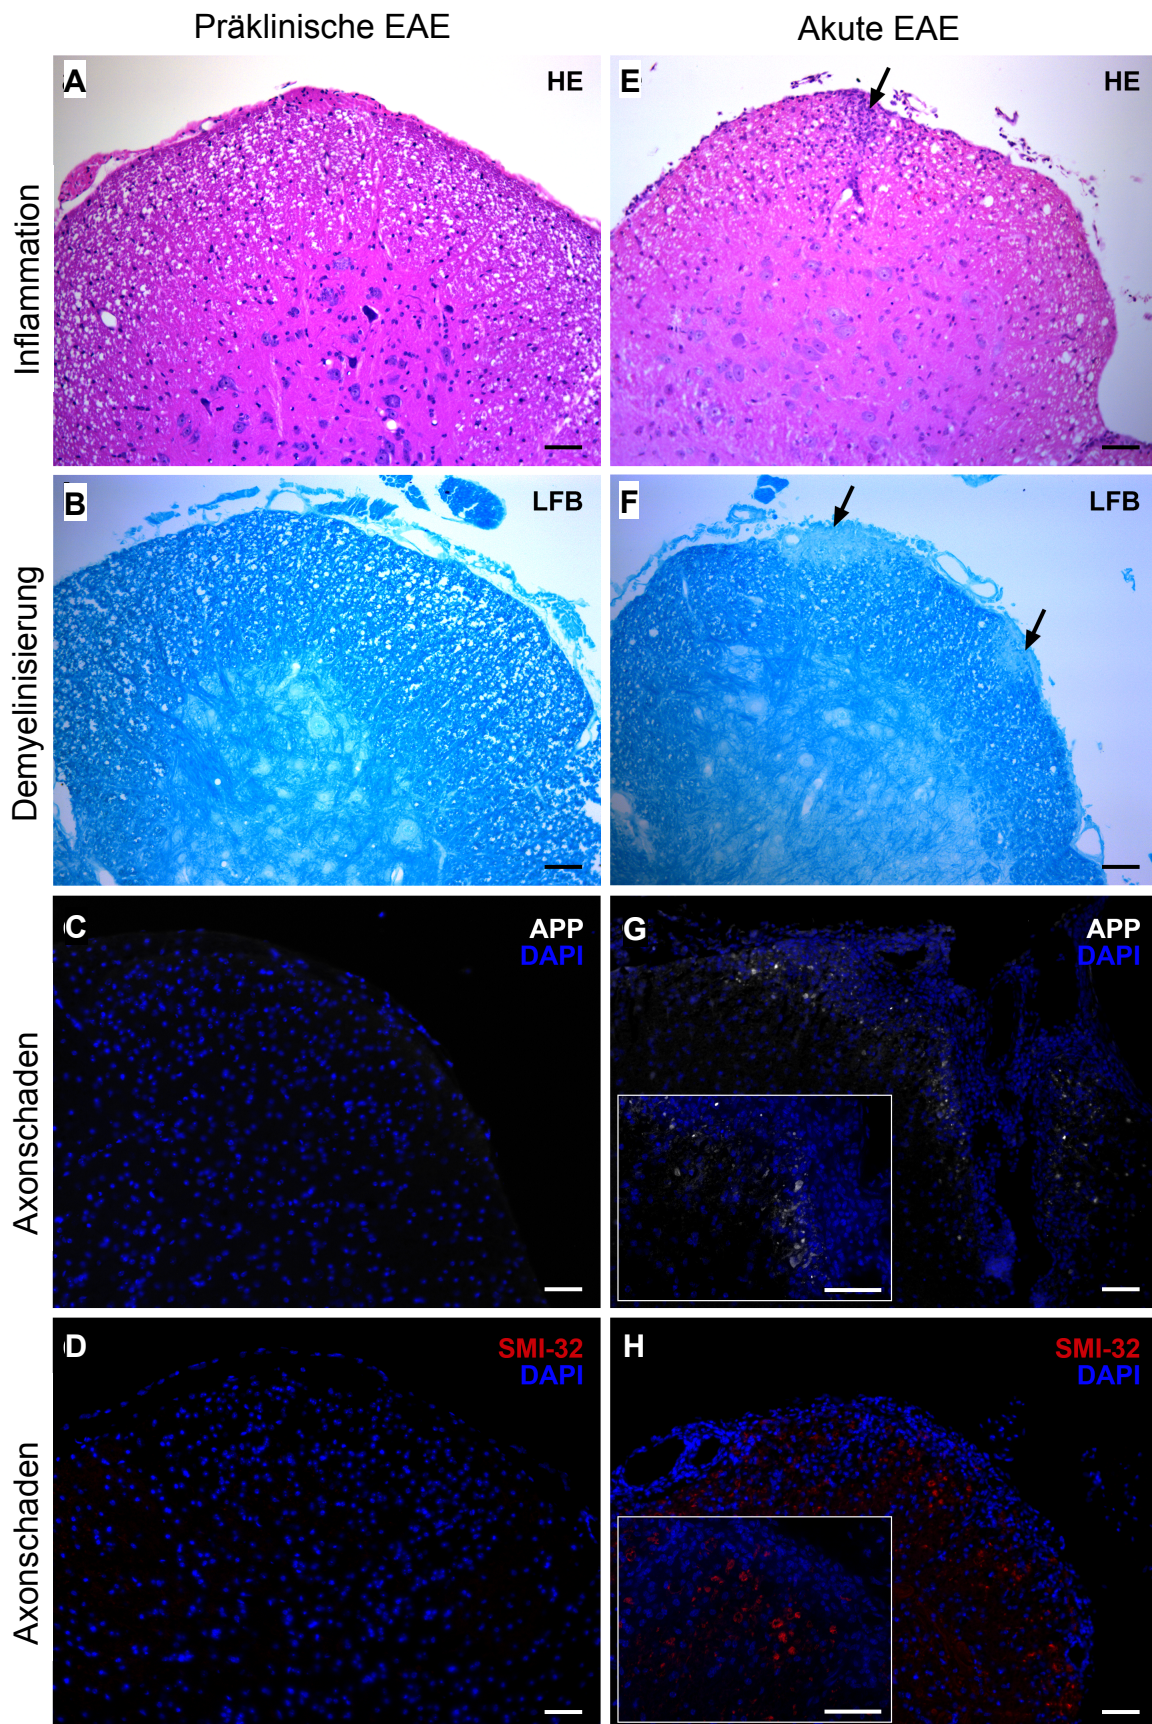 Präklinische EAE
Akute EAE
Inflammation
A
HE
E
HE
Demyelinisierung
B
LFB
F
LFB
Axonschaden
C
APP
DAPI
G
APP
DAPI
Axonschaden
D
SMI-32
DAPI
H
SMI-32
DAPI